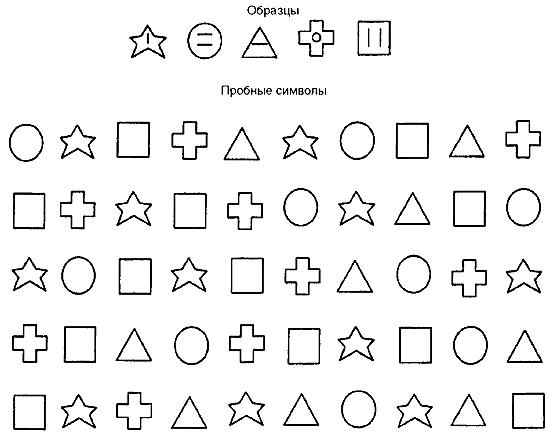 Образцы
Пробные символы